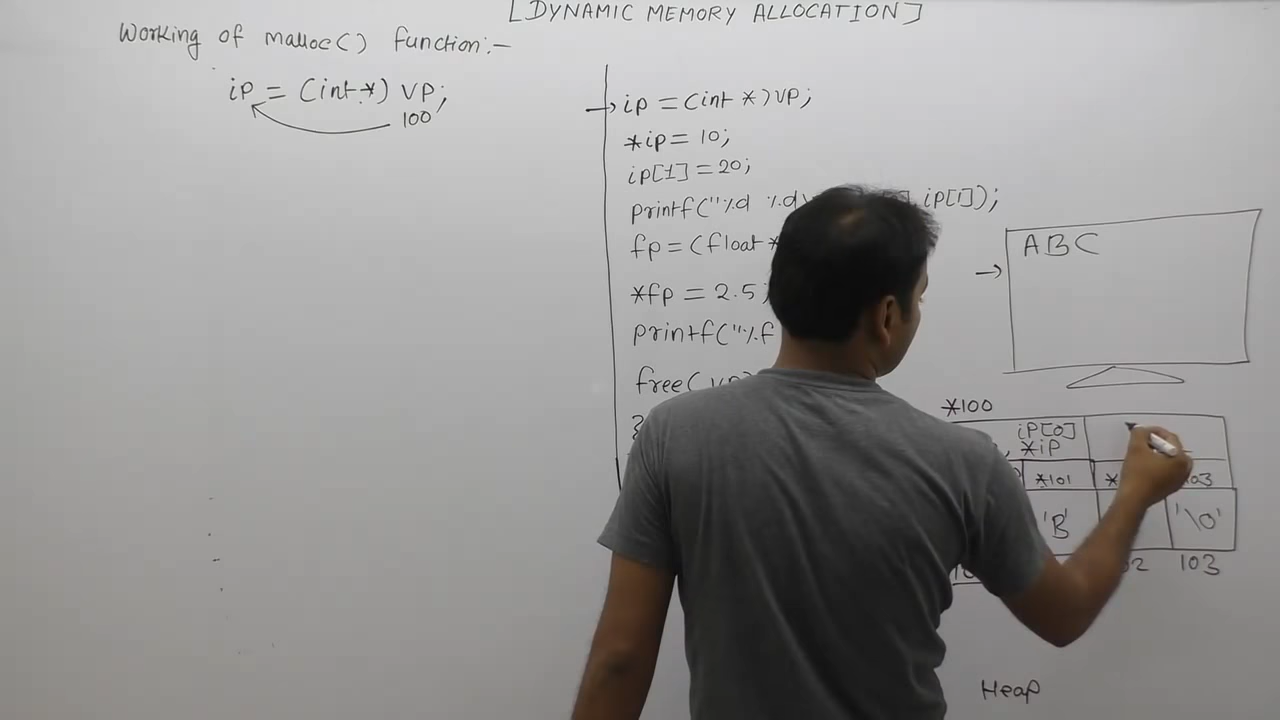 [DYNAMIC MEMORY ALLOCATION]
Working of malloc() function:-
ip = (int *) vp;
100
ip = (int *) vp;
*ip = 10;
ip[1] = 20;
printf("%d %d ip[1]);
fp = (float *
*fp = 2.5;
printf("%f
free(vp)
}
ABC
*100
ip[0]
, *ip
*101
'B' '\0'
103
Heap